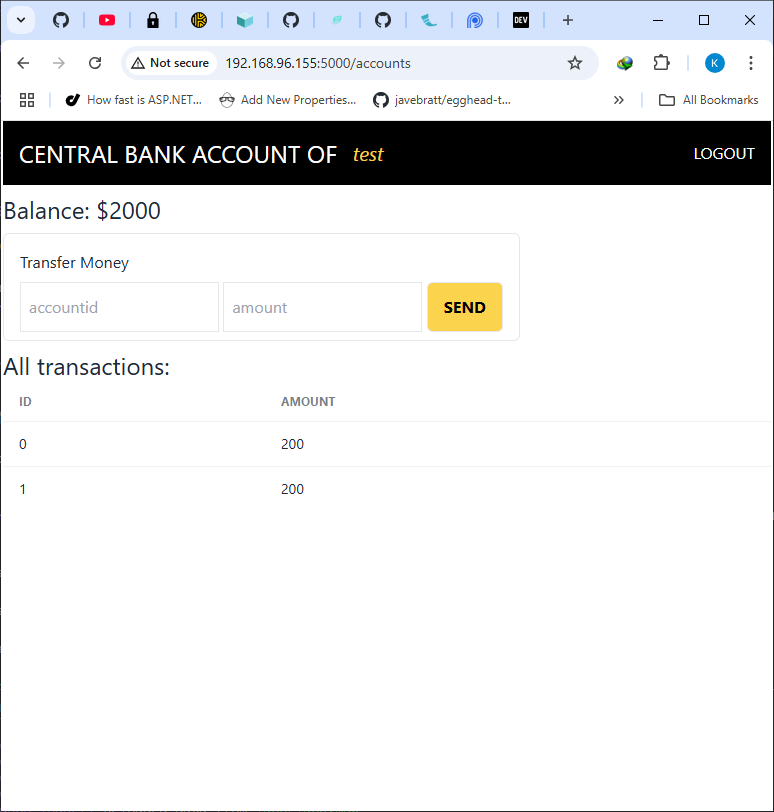 DEV
Not secure 192.168.96.155:5000/accounts K
How fast is ASP.NET... Add New Properties... javebratt/egghead-t... All Bookmarks
CENTRAL BANK ACCOUNT OF test LOGOUT
Balance: $2000
Transfer Money
accountid amount SEND
All transactions:
ID AMOUNT
0 200
1 200